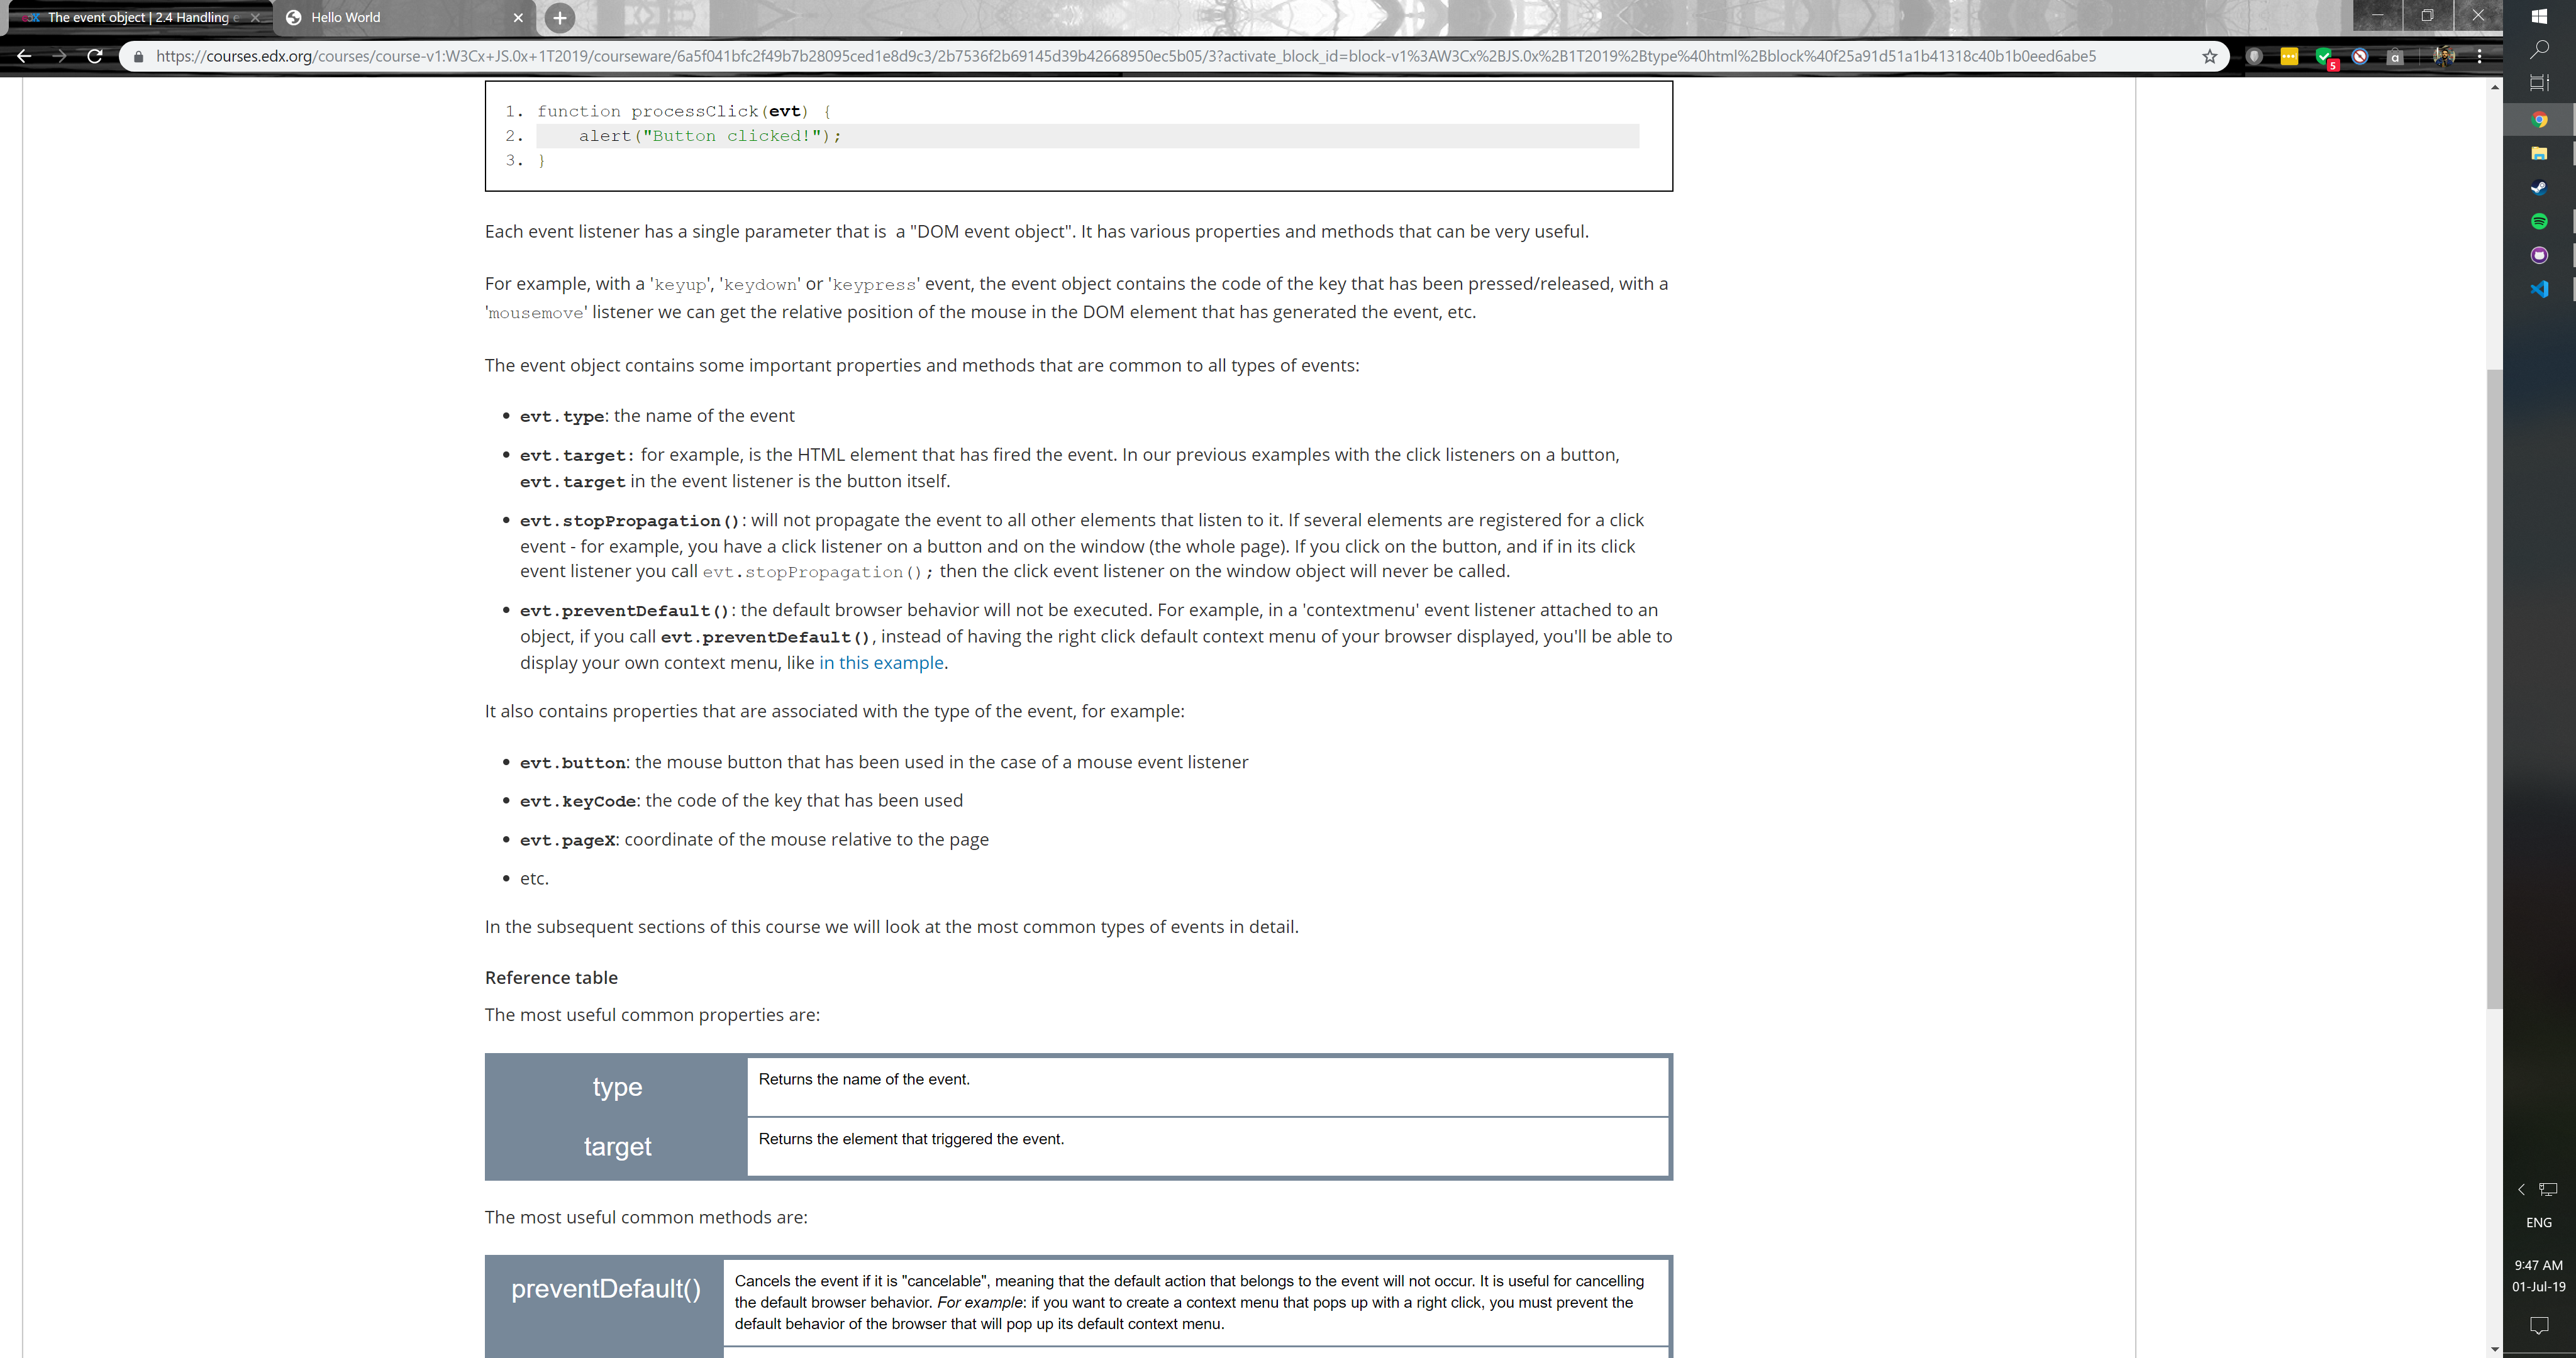 The event object | 2.4 Handling e
Hello World
https://courses.edx.org/courses/course-v1:W3Cx+JS.0x+1T2019/courseware/6a5f041bfc2f49b7b28095ced1e8d9c3/2b7536f2b69145d39b42668950ec5b05/3?activate_block_id=block-v1%3AW3Cx%2BJS.0x%2B1T2019%2Btype%40html%2Bblock%40f25a91d51a1b41318c40b1b0eed6abe5
5
a
1. function processClick(evt) {
2. alert("Button clicked!");
3. }
Each event listener has a single parameter that is a "DOM event object". It has various properties and methods that can be very useful.
For example, with a 'keyup', 'keydown' or 'keypress' event, the event object contains the code of the key that has been pressed/released, with a
'mousemove' listener we can get the relative position of the mouse in the DOM element that has generated the event, etc.
The event object contains some important properties and methods that are common to all types of events:
• evt.type: the name of the event
• evt.target: for example, is the HTML element that has fired the event. In our previous examples with the click listeners on a button,
evt.target in the event listener is the button itself.
• evt.stopPropagation(): will not propagate the event to all other elements that listen to it. If several elements are registered for a click
event - for example, you have a click listener on a button and on the window (the whole page). If you click on the button, and if in its click
event listener you call evt.stopPropagation(); then the click event listener on the window object will never be called.
• evt.preventDefault(): the default browser behavior will not be executed. For example, in a 'contextmenu' event listener attached to an
object, if you call evt.preventDefault(), instead of having the right click default context menu of your browser displayed, you'll be able to
display your own context menu, like in this example.
It also contains properties that are associated with the type of the event, for example:
• evt.button: the mouse button that has been used in the case of a mouse event listener
• evt.keyCode: the code of the key that has been used
• evt.pageX: coordinate of the mouse relative to the page
• etc.
In the subsequent sections of this course we will look at the most common types of events in detail.
Reference table
The most useful common properties are:
type
Returns the name of the event.
target
Returns the element that triggered the event.
The most useful common methods are:
preventDefault()
Cancels the event if it is "cancelable", meaning that the default action that belongs to the event will not occur. It is useful for cancelling
the default browser behavior. For example: if you want to create a context menu that pops up with a right click, you must prevent the
default behavior of the browser that will pop up its default context menu.
ENG
9:47 AM
01-Jul-19